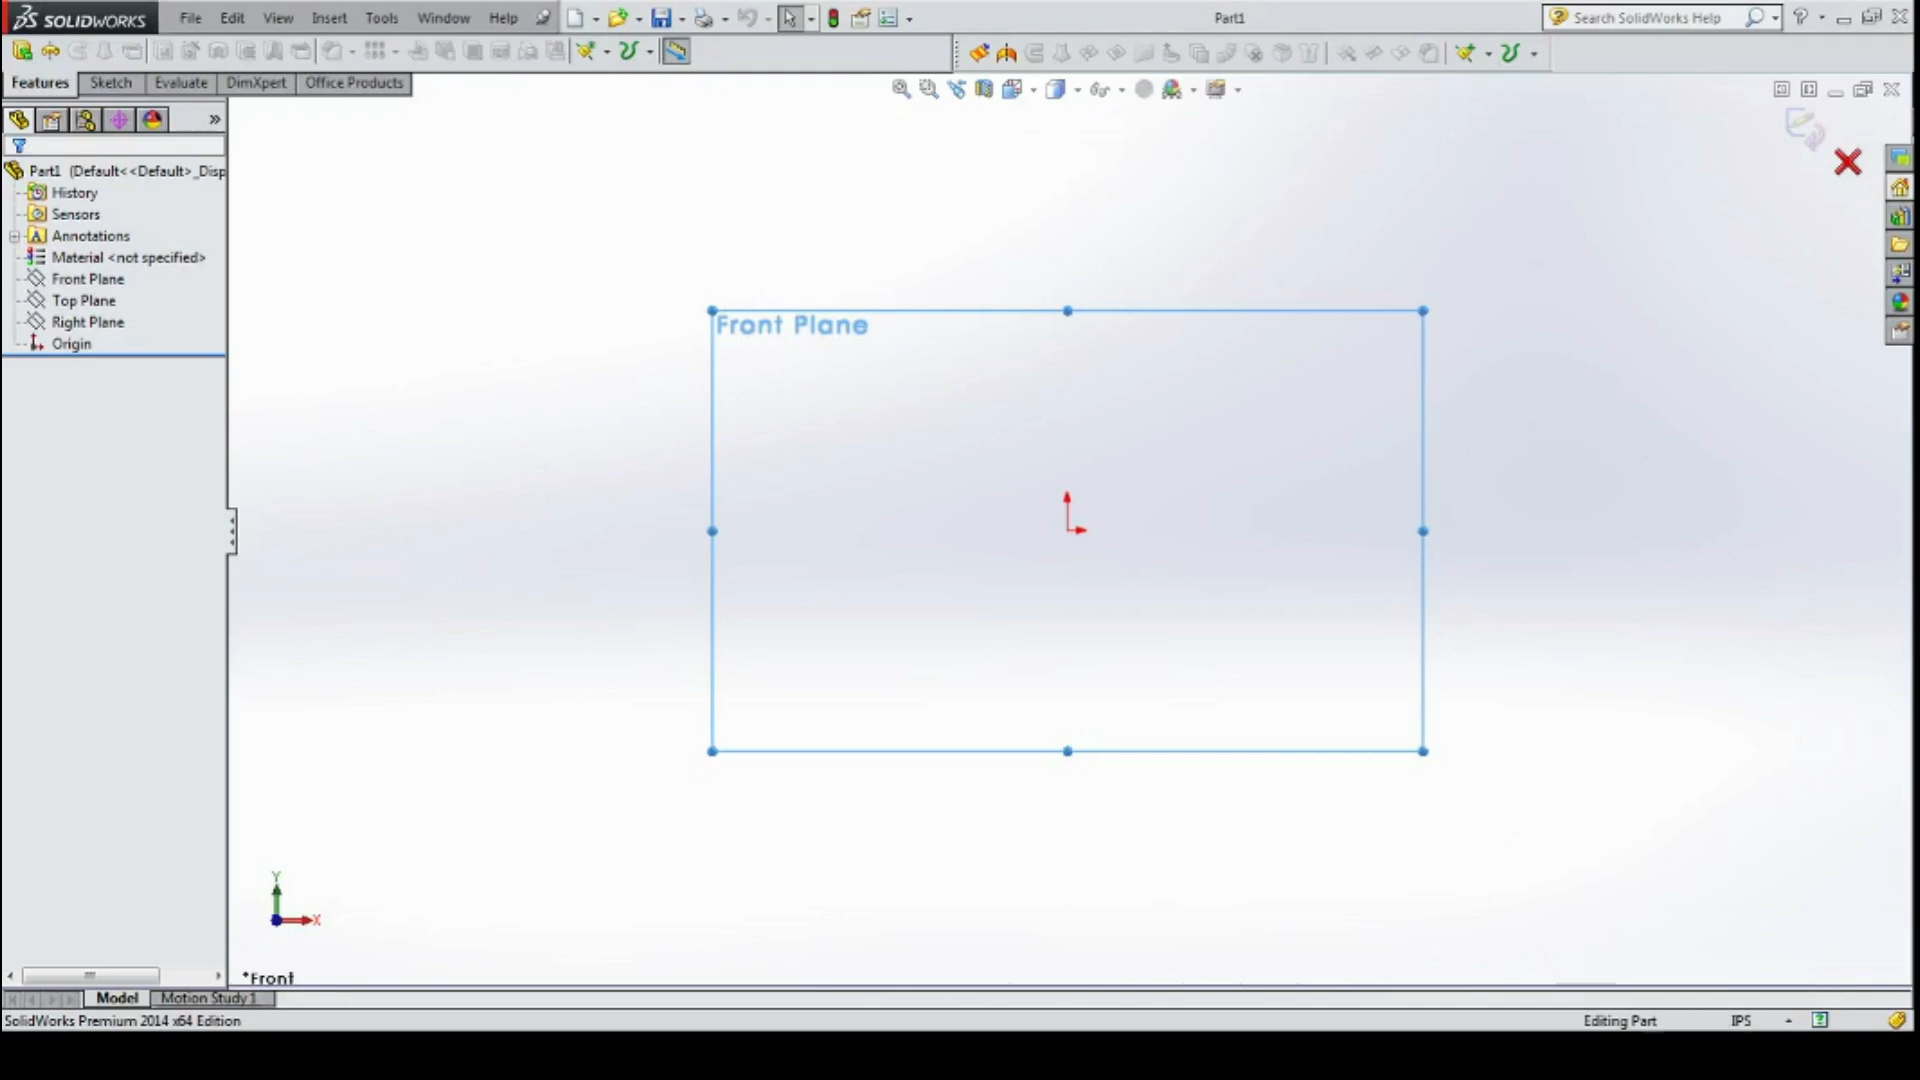 SOLIDWORKS File Edit View Insert Tools Window Help Part1 Search SolidWorks Help
Features Sketch Evaluate DimXpert Office Products
Part1 (Default<<Default>_Disp
History
Sensors
Annotations
Material <not specified>
Front Plane
Top Plane
Right Plane
Origin
Front Plane
Y
X
*Front
Model Motion Study 1
SolidWorks Premium 2014 x64 Edition Editing Part IPS